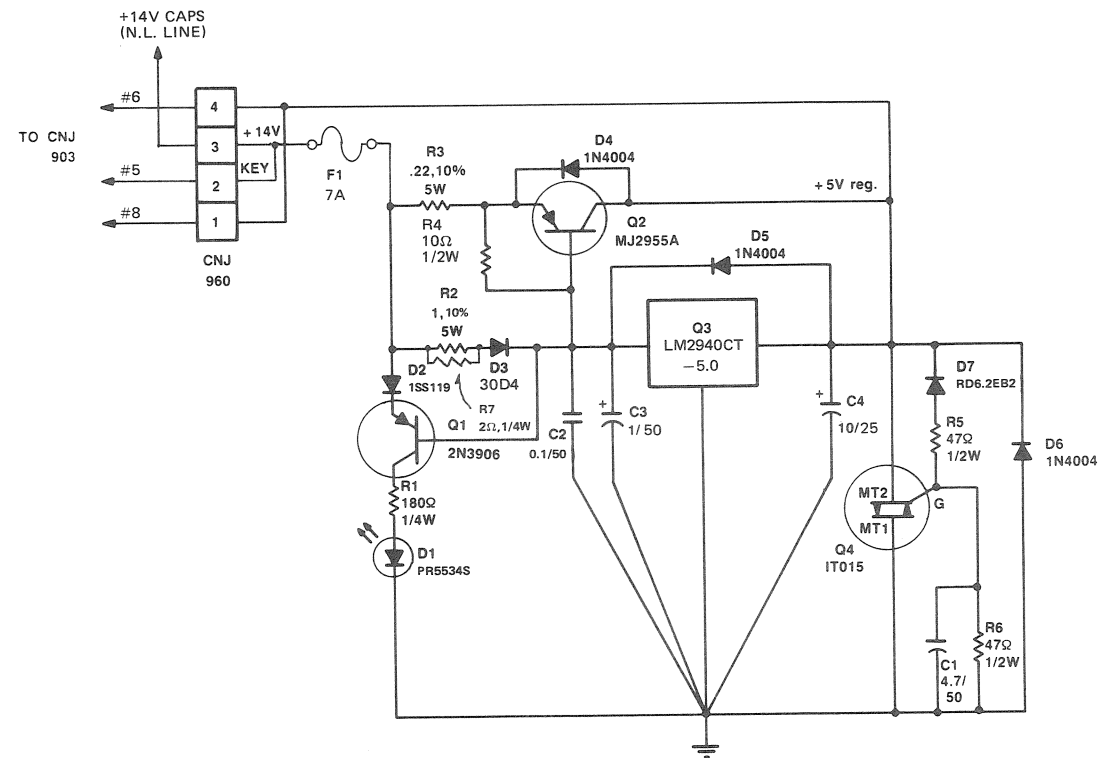 +14V CAPS
(N.L. LINE)
#6
4
TO CNJ
903
3
+14V
#5
2
KEY
#8
1
CNJ
960
F1
7A
R3
.22,10%
5W
R4
10Ω
1/2W
D4
1N4004
Q2
MJ2955A
+5V reg.
D5
1N4004
R2
1,10%
5W
Q3
LM2940CT
−5.0
D2
1SS119
D3
30D4
R7
2Ω,1/4W
Q1
2N3906
C2
0.1/50
+
C3
1/50
+
C4
10/25
D7
RD6.2EB2
R5
47Ω
1/2W
D6
1N4004
R1
180Ω
1/4W
D1
PR5534S
MT2
MT1
G
Q4
IT015
C1
4.7/
50
R6
47Ω
1/2W